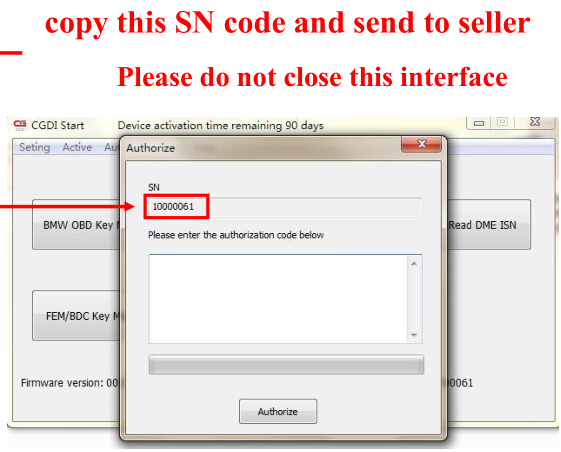 copy this SN code and send to seller
Please do not close this interface
CG CGDI Start Device activation time remaining 90 days
Seting Active Au
Authorize
SN
10000061
BMW OBD Key
Read DME ISN
Please enter the authorization code below
FEM/BDC Key M
Firmware version: 00
00061
Authorize